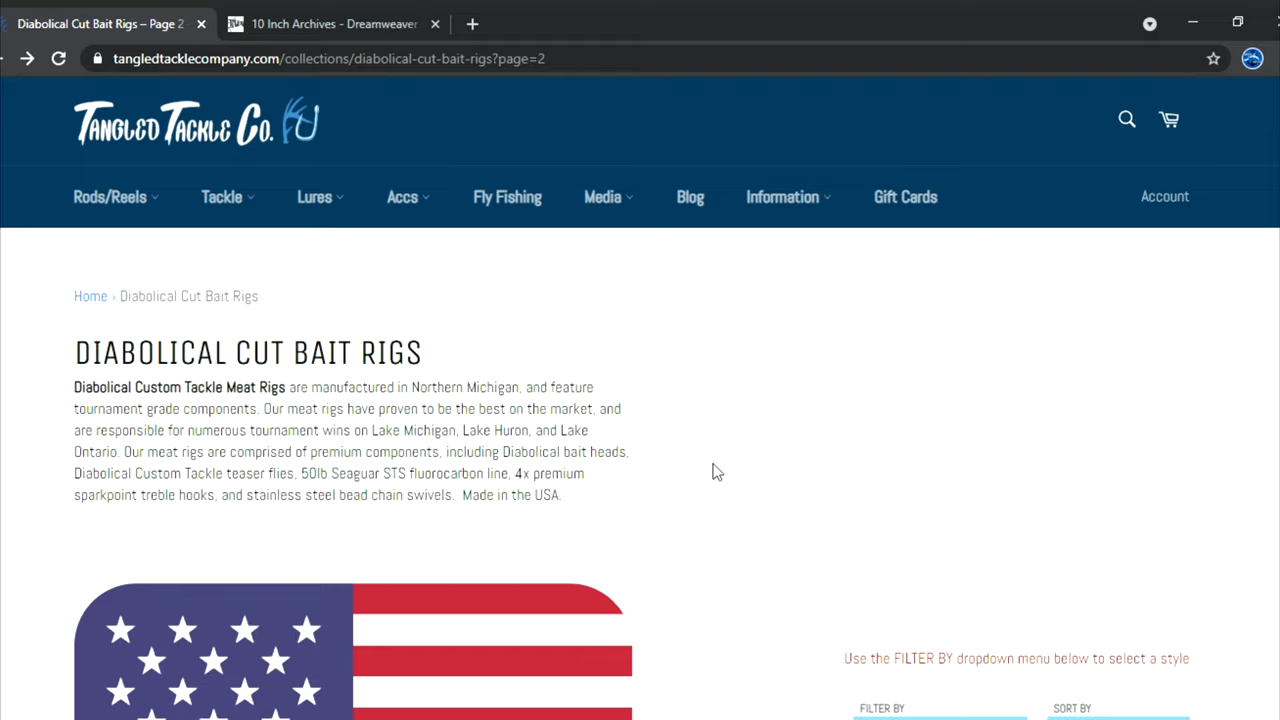 Diabolical Cut Bait Rigs – Page 2
10 Inch Archives - Dreamweaver
tangledtacklecompany.com/collections/diabolical-cut-bait-rigs?page=2
TANGLED TACKLE CO.
Rods/Reels
Tackle
Lures
Accs
Fly Fishing
Media
Blog
Information
Gift Cards
Account
Home › Diabolical Cut Bait Rigs
DIABOLICAL CUT BAIT RIGS
Diabolical Custom Tackle Meat Rigs are manufactured in Northern Michigan, and feature
tournament grade components. Our meat rigs have proven to be the best on the market, and
are responsible for numerous tournament wins on Lake Michigan, Lake Huron, and Lake
Ontario. Our meat rigs are comprised of premium components, including Diabolical bait heads,
Diabolical Custom Tackle teaser flies, 50lb Seaguar STS fluorocarbon line, 4x premium
sparkpoint treble hooks, and stainless steel bead chain swivels. Made in the USA.
Use the FILTER BY dropdown menu below to select a style
FILTER BY
SORT BY